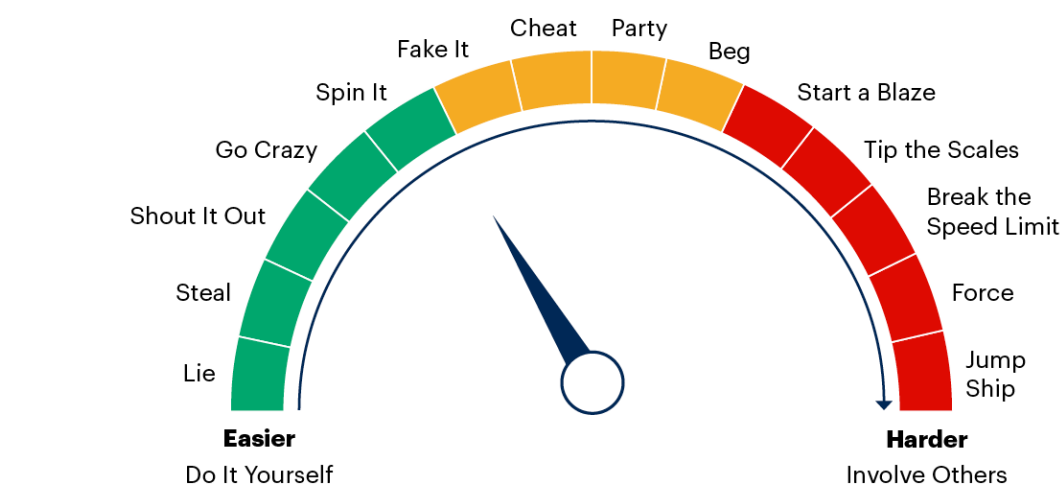 Lie
Steal
Shout It Out
Go Crazy
Spin It
Fake It
Cheat
Party
Beg
Start a Blaze
Tip the Scales
Break the
Speed Limit
Force
Jump
Ship
Easier
Do It Yourself
Harder
Involve Others